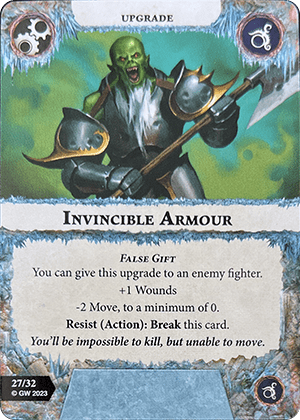 UPGRADE
INVINCIBLE ARMOUR
FALSE GIFT
You can give this upgrade to an enemy fighter.
+1 Wounds
-2 Move, to a minimum of 0.
Resist (Action): Break this card.
You'll be impossible to kill, but unable to move.
27/32
© GW 2023